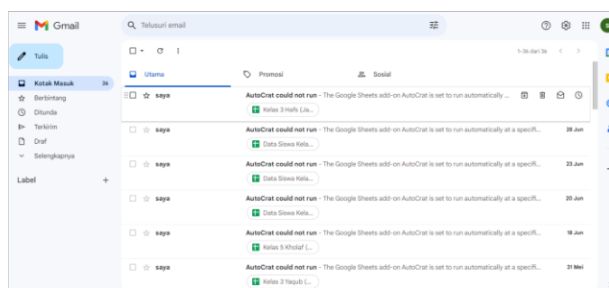 Gmail
Telusuri email
Tulis
1-36 dari 36
Utama
Promosi
Sosial
Kotak Masuk 36
Berbintang
Ditunda
Terkirim
Draf
Selengkapnya
Label +
saya AutoCrat could not run - The Google Sheets add-on AutoCrat is set to run automatically ...
Kelas 3 Hafs (Ja...
saya AutoCrat could not run - The Google Sheets add-on AutoCrat is set to run automatically at a specifi... 28 Jun
Data Siswa Kela...
saya AutoCrat could not run - The Google Sheets add-on AutoCrat is set to run automatically at a specifi... 23 Jun
Data Siswa Kela...
saya AutoCrat could not run - The Google Sheets add-on AutoCrat is set to run automatically at a specifi... 20 Jun
Data Siswa Kela...
saya AutoCrat could not run - The Google Sheets add-on AutoCrat is set to run automatically at a specifi... 18 Jun
Kelas 5 Kholaf (...
saya AutoCrat could not run - The Google Sheets add-on AutoCrat is set to run automatically at a specifi... 31 Mei
Kelas 3 Yaqub (...